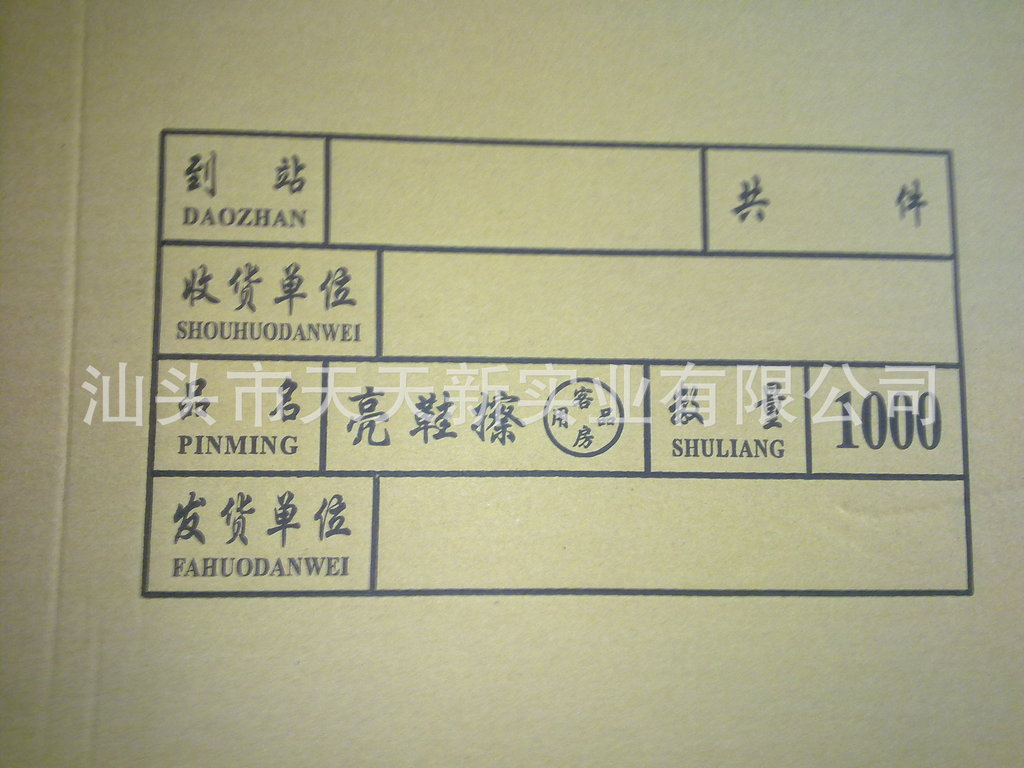 到 站
DAOZHAN
共 件
收货单位
SHOUHUODANWEI
品 名
PINMING
亮鞋擦
客房用品
数 量
SHULIANG
1000
发货单位
FAHUODANWEI
汕头市天天新实业有限公司